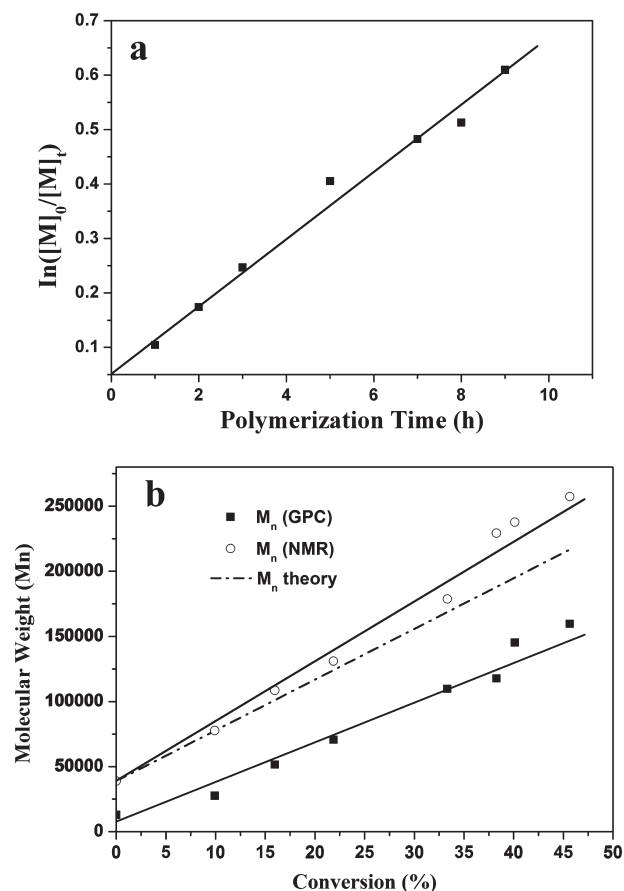 a
0.7
0.6
0.5
0.4
0.3
0.2
0.1
0 2 4 6 8 10
ln([M]0/[M]t)
Polymerization Time (h)
b
Mn (GPC)
Mn (NMR)
Mn theory
250000
200000
150000
100000
50000
0
0 5 10 15 20 25 30 35 40 45 50
Molecular Weight (Mn)
Conversion (%)